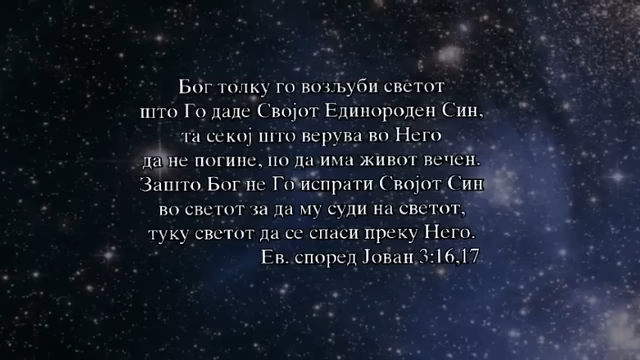 Бог толку го возљуби светот
што Го даде Својот Единороден Син,
та секој што верува во Него
да не погине, но да има живот вечен.
Зашто Бог не Го испрати Својот Син
во светот за да му суди на светот,
туку светот да се спаси преку Него.
Ев. според Јован 3:16,17